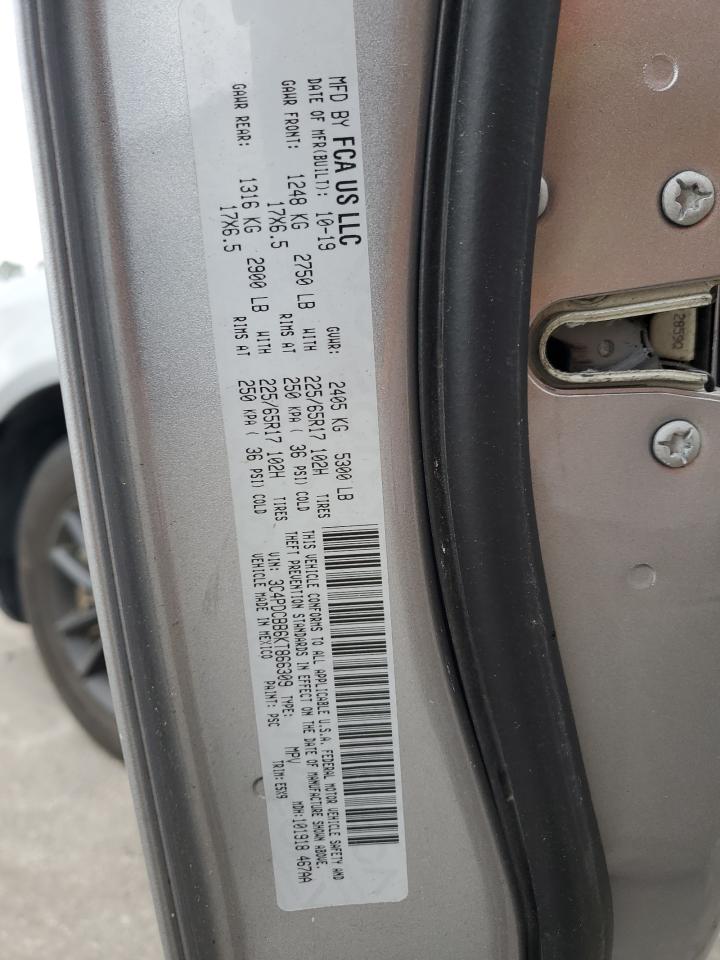 MFD BY FCA US LLC
DATE OF MFR(BUILT): 10-19 GVWR: 2405 KG 5300 LB
GAWR FRONT: 1248 KG 2750 LB WITH 225/65R17 102H TIRES
17X6.5 RIMS AT 250 KPA ( 36 PSI) COLD
GAWR REAR: 1316 KG 2900 LB WITH 225/65R17 102H TIRES
17X6.5 RIMS AT 250 KPA ( 36 PSI) COLD
THIS VEHICLE CONFORMS TO ALL APPLICABLE U.S.A. FEDERAL MOTOR VEHICLE SAFETY AND
THEFT PREVENTION STANDARDS IN EFFECT ON THE DATE OF MANUFACTURE SHOWN ABOVE.
VIN: 3C4PDCBB6KT866309 TYPE: MPV MDH:101918 467AA
VEHICLE MADE IN MEXICO PAINT: PSC TRIM:E5X9